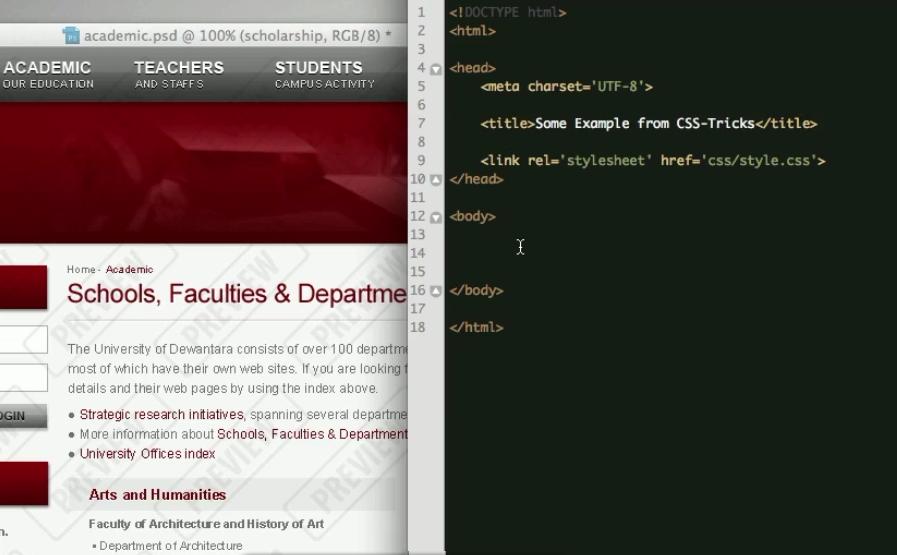 academic.psd @ 100% (scholarship, RGB/8) *
ACADEMIC
OUR EDUCATION
TEACHERS
AND STAFFS
STUDENTS
CAMPUS ACTIVITY
Home - Academic
Schools, Faculties & Departme
The University of Dewantara consists of over 100 departme
most of which have their own web sites. If you are looking f
details and their web pages by using the index above.
• Strategic research initiatives, spanning several departme
• More information about Schools, Faculties & Department
• University Offices index
OGIN
Arts and Humanities
Faculty of Architecture and History of Art
• Department of Architecture
n.
PREVIEW
PREVIEW
PREVIEW
PREVIEW
PREVIEW
1 <!DOCTYPE html>
2 <html>
3
4 <head>
5 <meta charset='UTF-8'>
6
7 <title>Some Example from CSS-Tricks</title>
8
9 <link rel='stylesheet' href='css/style.css'>
10 </head>
11
12 <body>
13
14
15
16 </body>
17
18 </html>